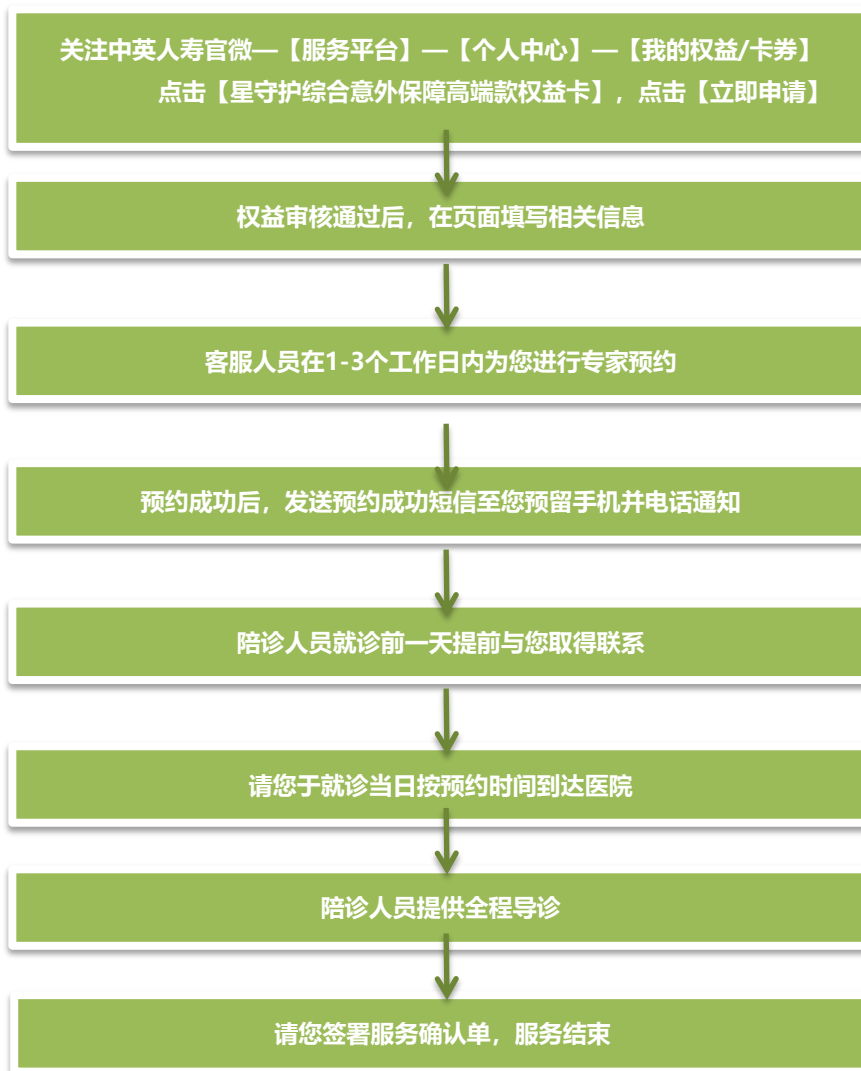 关注中英人寿官微—【服务平台】—【个人中心】—【我的权益/卡券】
点击【星守护综合意外保障高端款权益卡】，点击【立即申请】
权益审核通过后，在页面填写相关信息
客服人员在1-3个工作日内为您进行专家预约
预约成功后，发送预约成功短信至您预留手机并电话通知
陪诊人员就诊前一天提前与您取得联系
请您于就诊当日按预约时间到达医院
陪诊人员提供全程导诊
请您签署服务确认单，服务结束